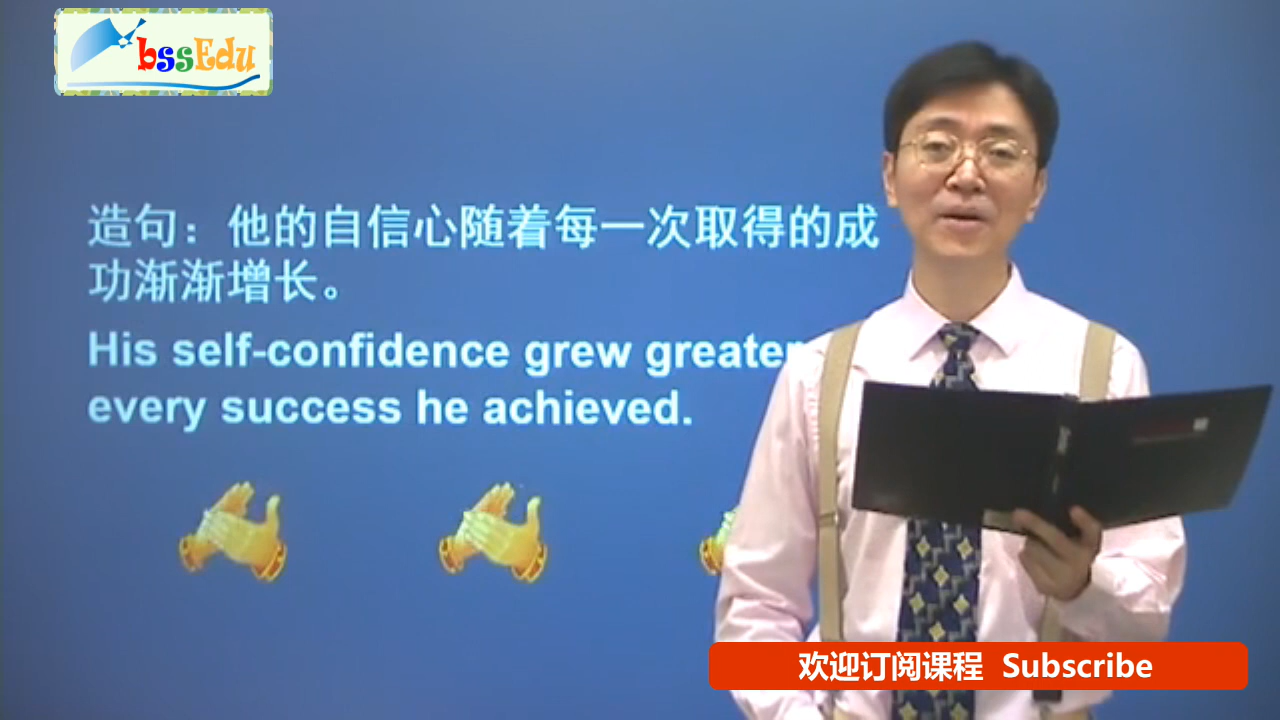 bssEdu
造句：他的自信心随着每一次取得的成
功渐渐增长。
His self-confidence grew greater
every success he achieved.
欢迎订阅课程 Subscribe